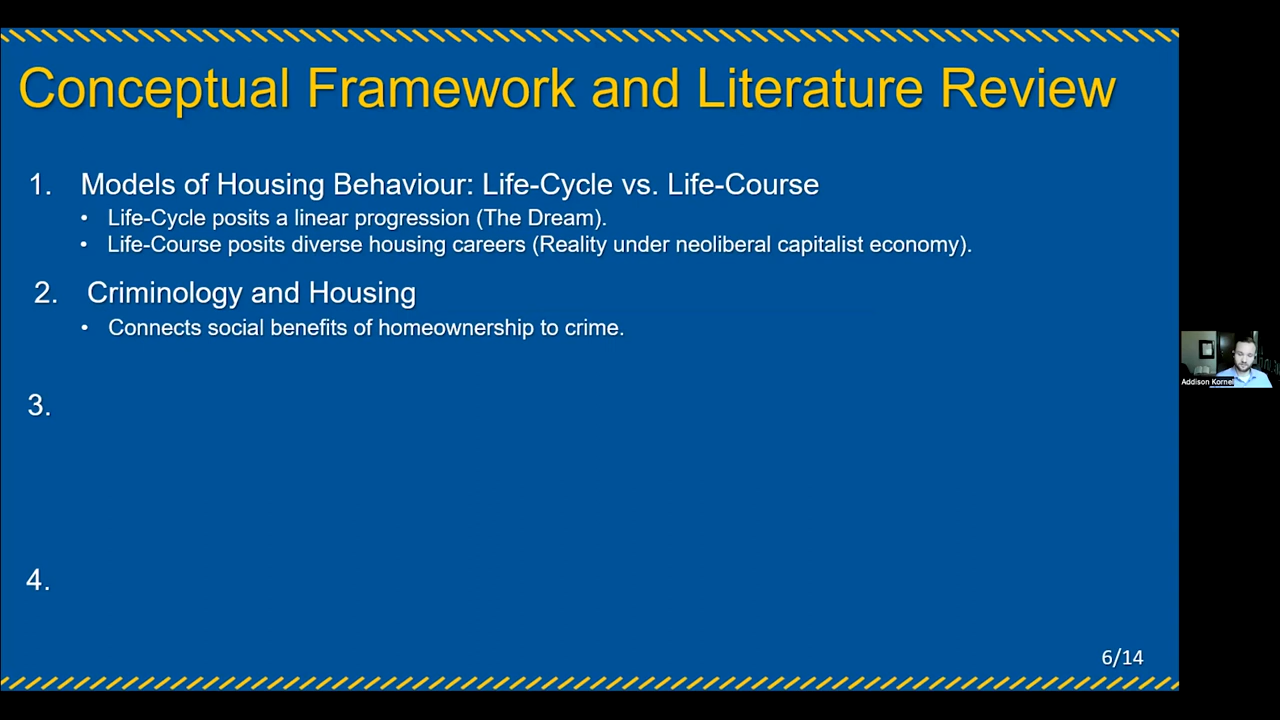 Conceptual Framework and Literature Review
1. Models of Housing Behaviour: Life-Cycle vs. Life-Course
• Life-Cycle posits a linear progression (The Dream).
• Life-Course posits diverse housing careers (Reality under neoliberal capitalist economy).
2. Criminology and Housing
• Connects social benefits of homeownership to crime.
Addison Kornel
3.
4.
6/14